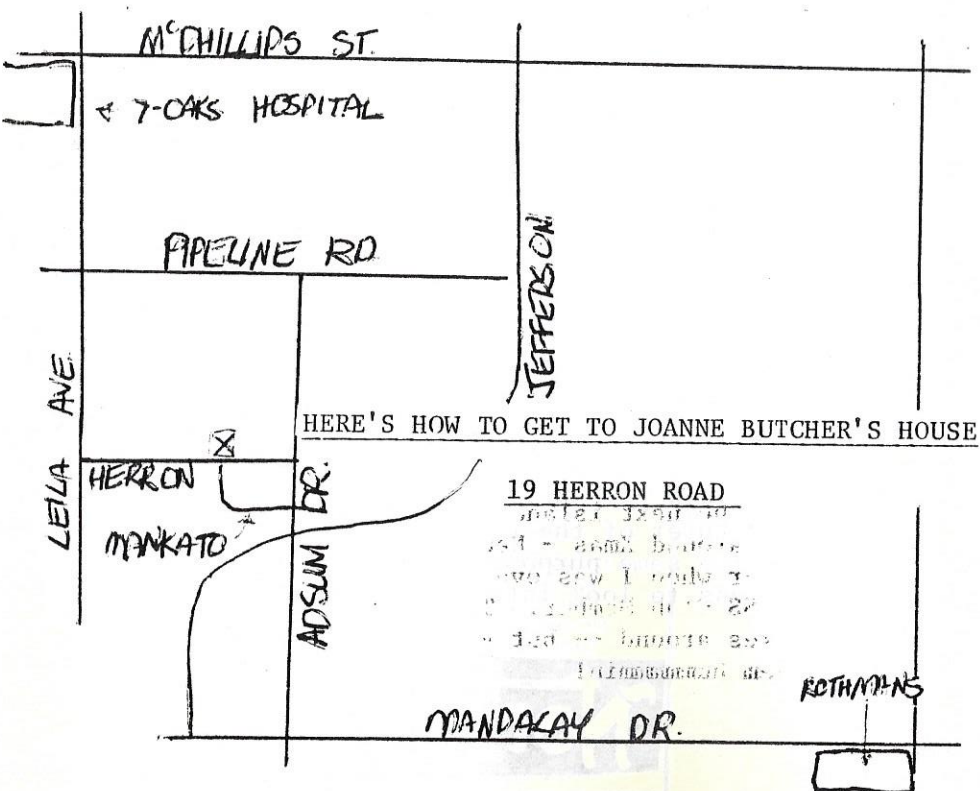 McPHILLIPS ST.
7-OAKS HOSPITAL
PIPELINE RD
JEFFERSON
LEILA AVE
HERE'S HOW TO GET TO JOANNE BUTCHER'S HOUSE
X
HERRON
19 HERRON ROAD
MANKATO
ADSUM DR.
ROTHMANS
MANDALAY DR.